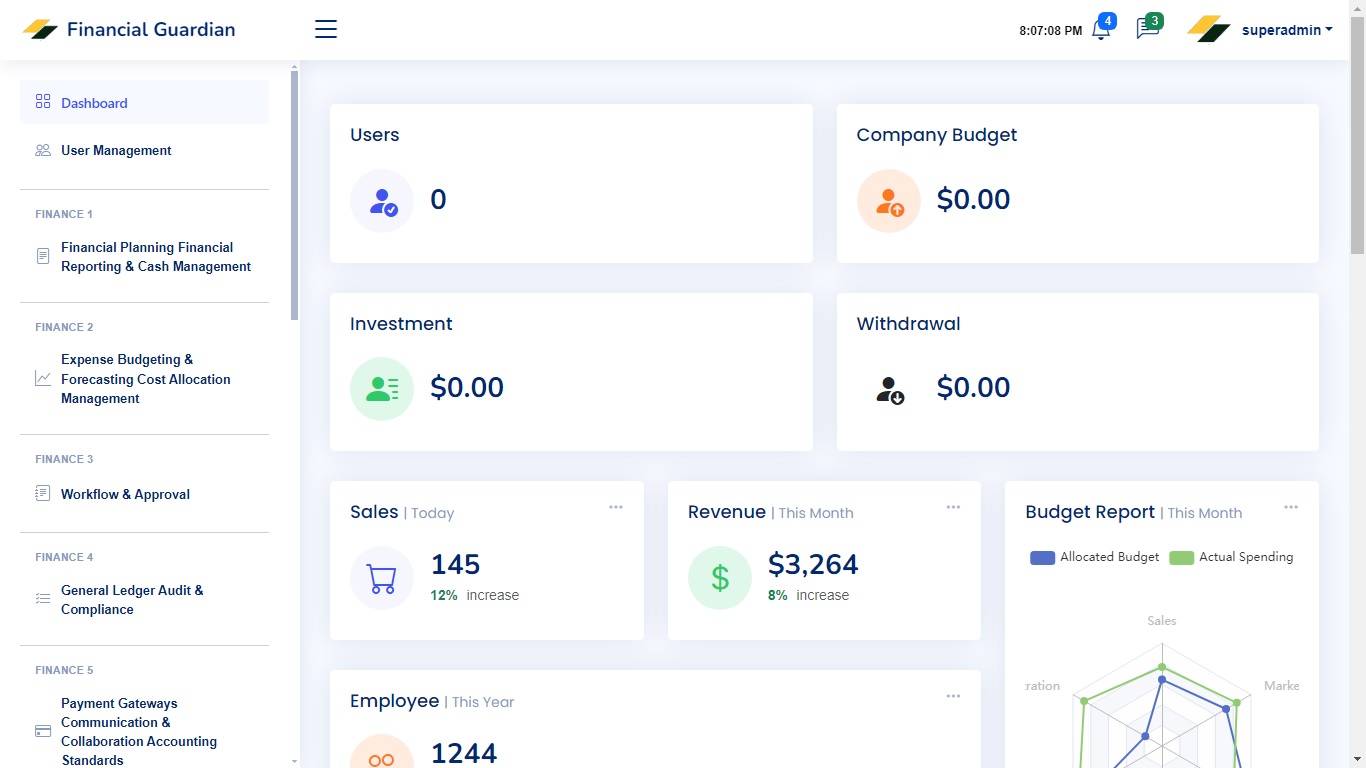 Financial Guardian
8:07:08 PM
4
3
superadmin
Dashboard
User Management
FINANCE 1
Financial Planning Financial
Reporting & Cash Management
FINANCE 2
Expense Budgeting &
Forecasting Cost Allocation
Management
FINANCE 3
Workflow & Approval
FINANCE 4
General Ledger Audit &
Compliance
FINANCE 5
Payment Gateways
Communication &
Collaboration Accounting
Standards
Users
0
Company Budget
$0.00
Investment
$0.00
Withdrawal
$0.00
Sales | Today
145
12% increase
Revenue | This Month
$3,264
8% increase
Budget Report | This Month
Allocated Budget
Actual Spending
Sales
ration
Marke
Employee | This Year
1244